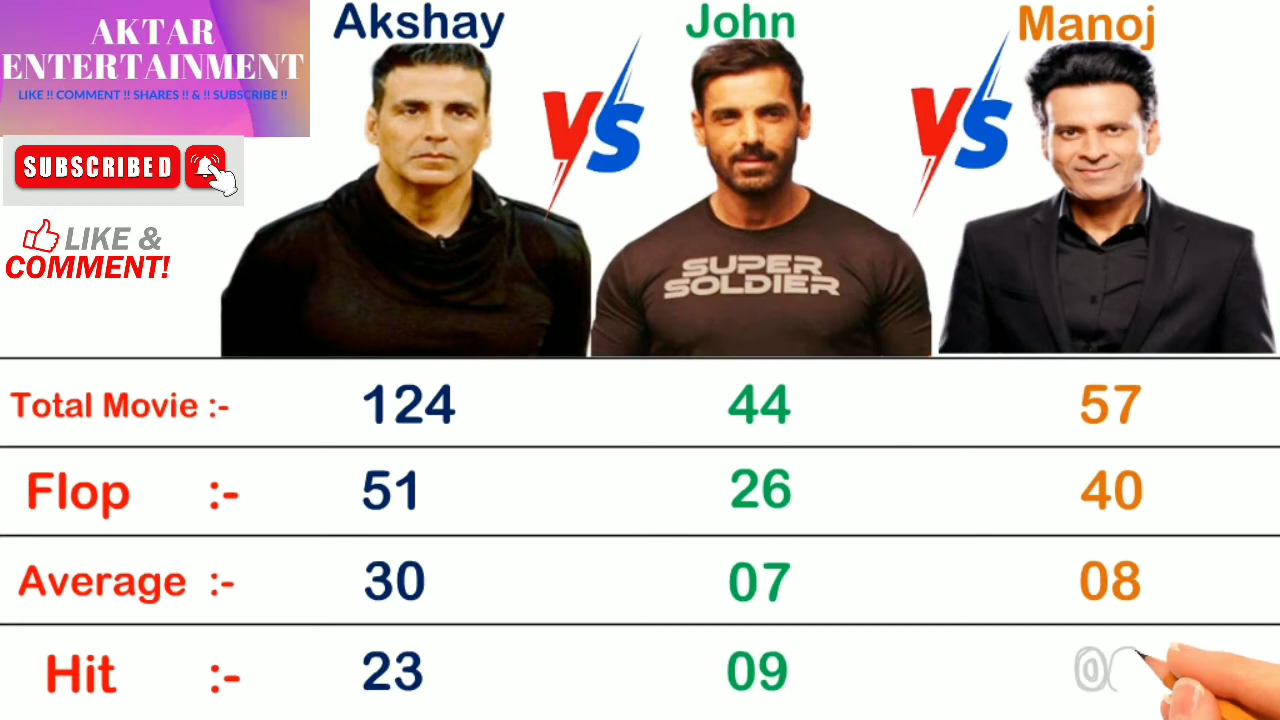 AKTAR
ENTERTAINMENT
LIKE !! COMMENT !! SHARES !! & !! SUBSCRIBE !!
SUBSCRIBED
LIKE &
COMMENT!
Akshay VS John VS Manoj
SUPER
SOLDIER
Total Movie :- 124 44 57
Flop :- 51 26 40
Average :- 30 07 08
Hit :- 23 09 0